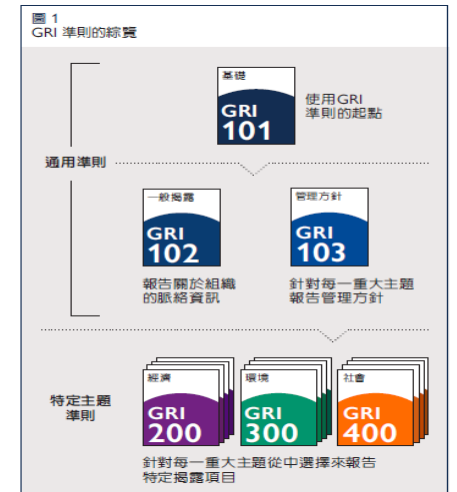 圖 1
GRI 準則的綜覽
基礎
GRI
101
使用GRI
準則的起點
通用準則
一般揭露
GRI
102
管理方針
GRI
103
報告關於組織
的脈絡資訊
針對每一重大主題
報告管理方針
特定主題
準則
經濟
GRI
200
環境
GRI
300
社會
GRI
400
針對每一重大主題從中選擇來報告
特定揭露項目